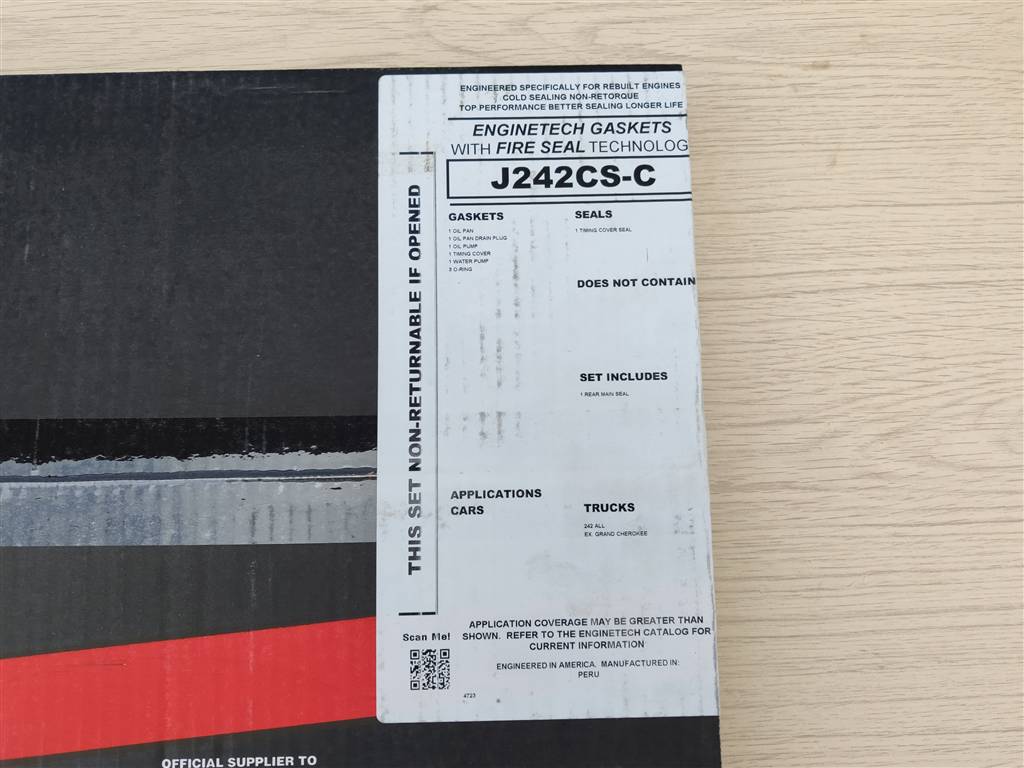 ENGINEERED SPECIFICALLY FOR REBUILT ENGINES
COLD SEALING NON-RETORQUE
TOP PERFORMANCE BETTER SEALING LONGER LIFE
ENGINETECH GASKETS
WITH FIRE SEAL TECHNOLOG
J242CS-C
THIS SET NON-RETURNABLE IF OPENED
GASKETS
1 OIL PAN
1 OIL PAN DRAIN PLUG
1 OIL PUMP
1 TIMING COVER
1 WATER PUMP
3 O-RING
SEALS
1 TIMING COVER SEAL
DOES NOT CONTAIN
SET INCLUDES
1 REAR MAIN SEAL
APPLICATIONS
CARS
TRUCKS
242 ALL
EX. GRAND CHEROKEE
Scan Me!
APPLICATION COVERAGE MAY BE GREATER THAN
SHOWN. REFER TO THE ENGINETECH CATALOG FOR
CURRENT INFORMATION
ENGINEERED IN AMERICA. MANUFACTURED IN:
PERU
4723
OFFICIAL SUPPLIER TO